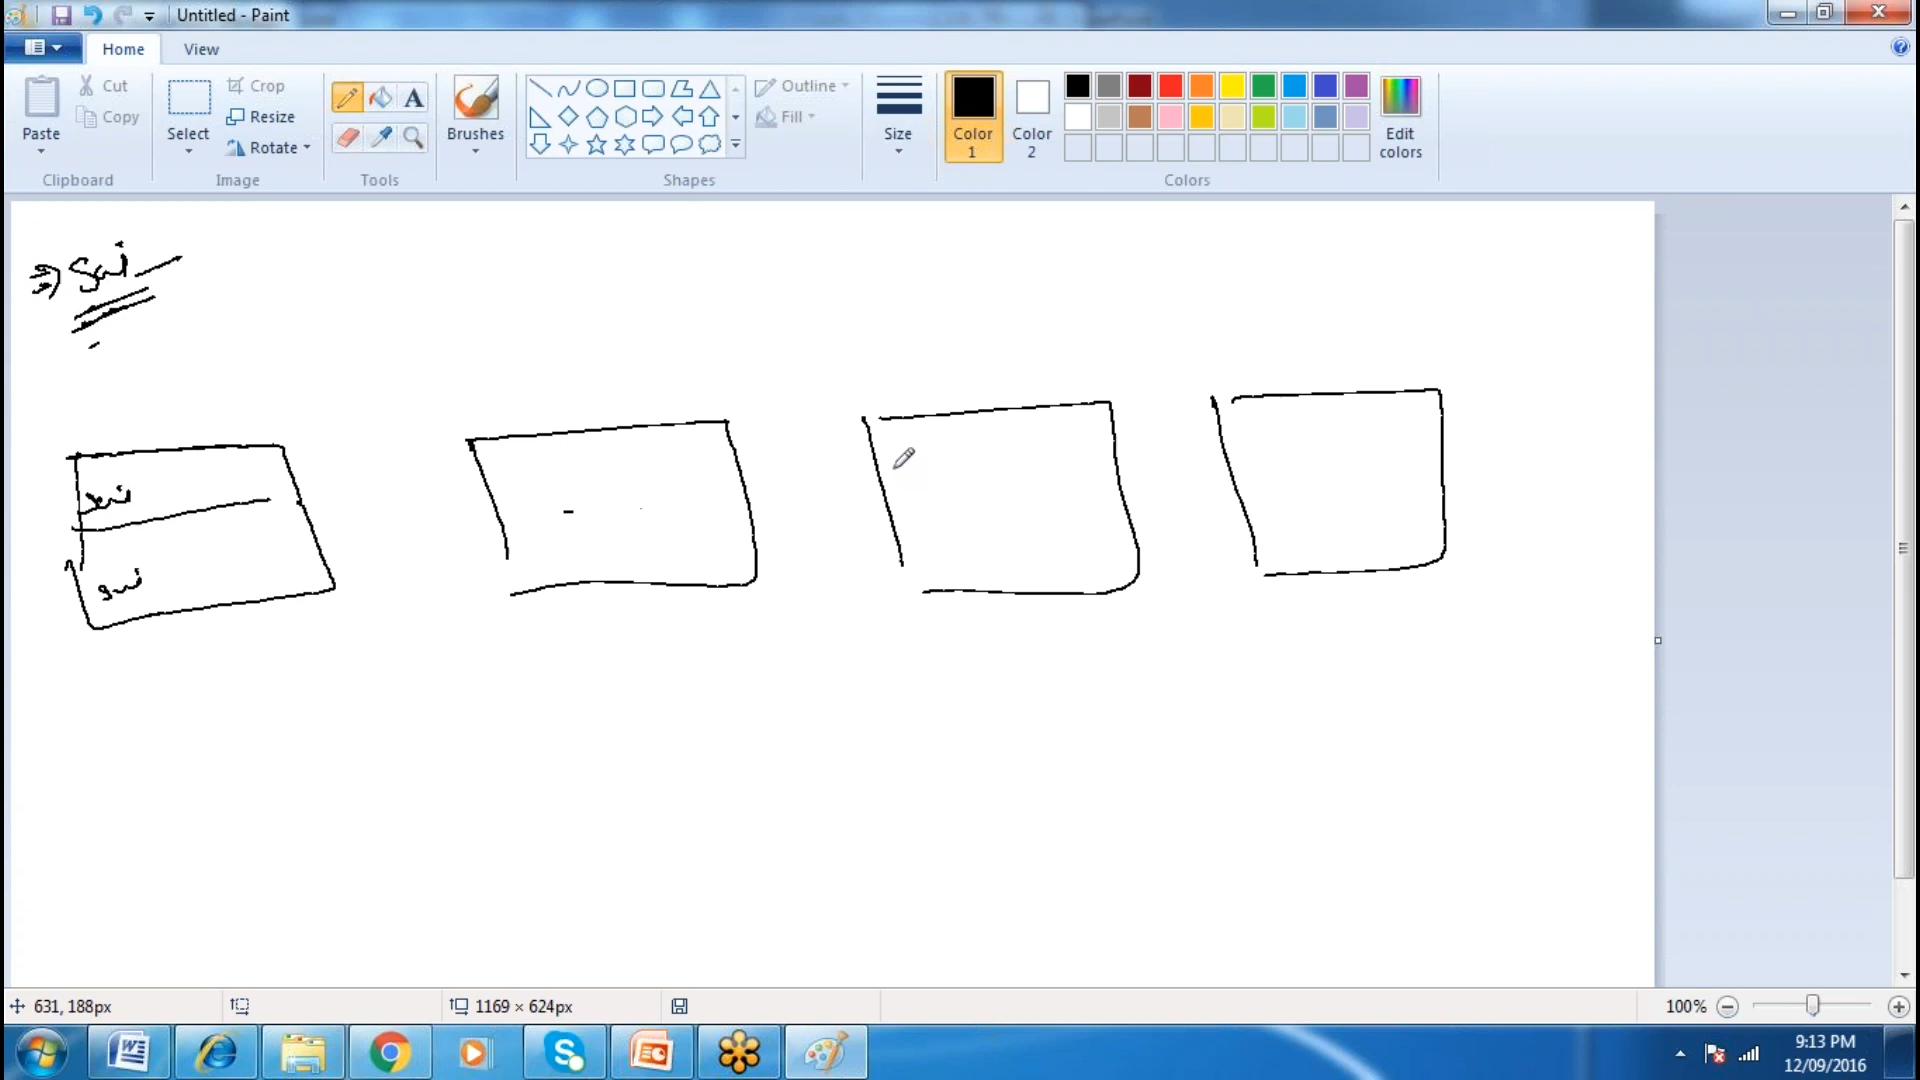 Untitled - Paint
Home View
Paste
Cut
Copy
Clipboard
Select
Crop
Resize
Rotate
Image
A
Tools
Brushes
Outline
Fill
Shapes
Size
Color 1
Color 2
Edit colors
Colors
631, 188px
1169 × 624px
100%
9:13 PM
12/09/2016